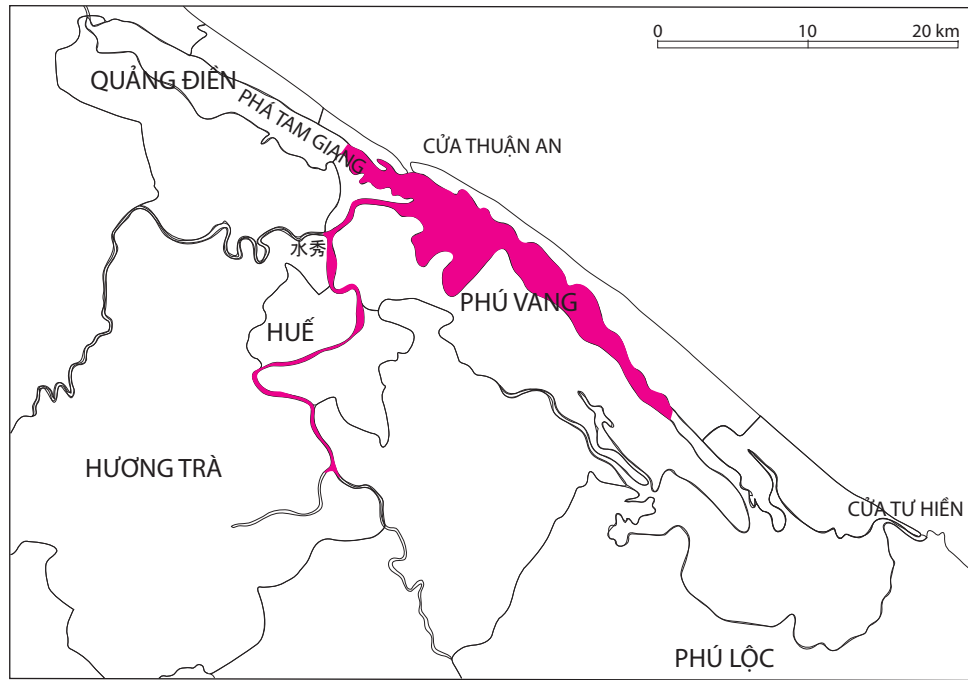 0 10 20 km
QUẢNG ĐIỀN
PHÁ TAM GIANG
CỬA THUẬN AN
水秀
PHÚ VANG
HUẾ
HƯƠNG TRÀ
CỬA TƯ HIỀN
PHÚ LỘC